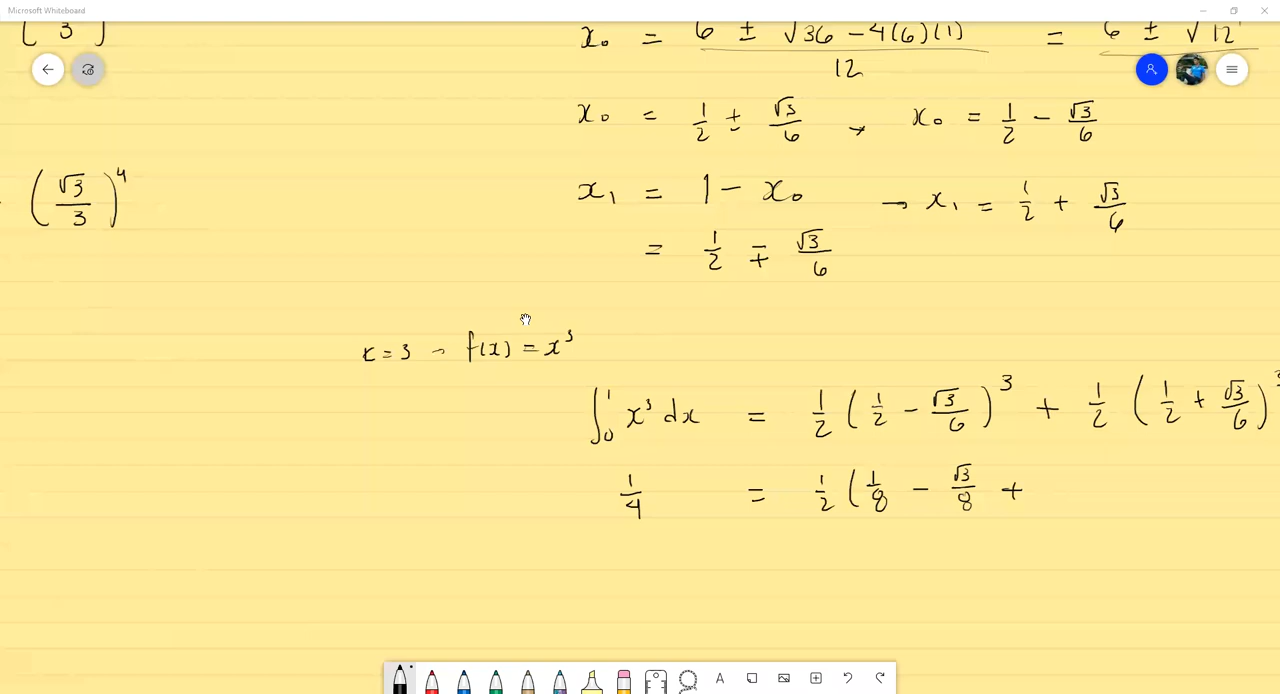 Microsoft Whiteboard
( 3 )
x₀ = (6 ± √36 - 4(6)(1)) / 12 = 6 ± √12
x₀ = 1/2 ± √3/6 → x₀ = 1/2 - √3/6
(√3/3)⁴
x₁ = 1 - x₀ → x₁ = 1/2 + √3/6
= 1/2 ∓ √3/6
r = 3 → f(x) = x³
∫₀¹ x³ dx = 1/2 (1/2 - √3/6)³ + 1/2 (1/2 + √3/6)³
1/4 = 1/2 (1/8 - √3/8 +